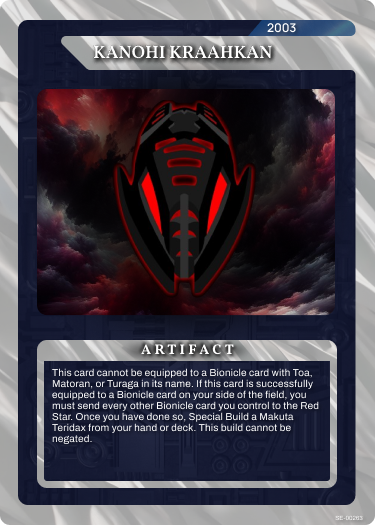 2003
KANOHI KRAAHKAN
ARTIFACT
This card cannot be equipped to a Bionicle card with Toa,
Matoran, or Turaga in its name. If this card is successfully
equipped to a Bionicle card on your side of the field, you
must send every other Bionicle card you control to the Red
Star. Once you have done so, Special Build a Makuta
Teridax from your hand or deck. This build cannot be
negated.
SE-00263